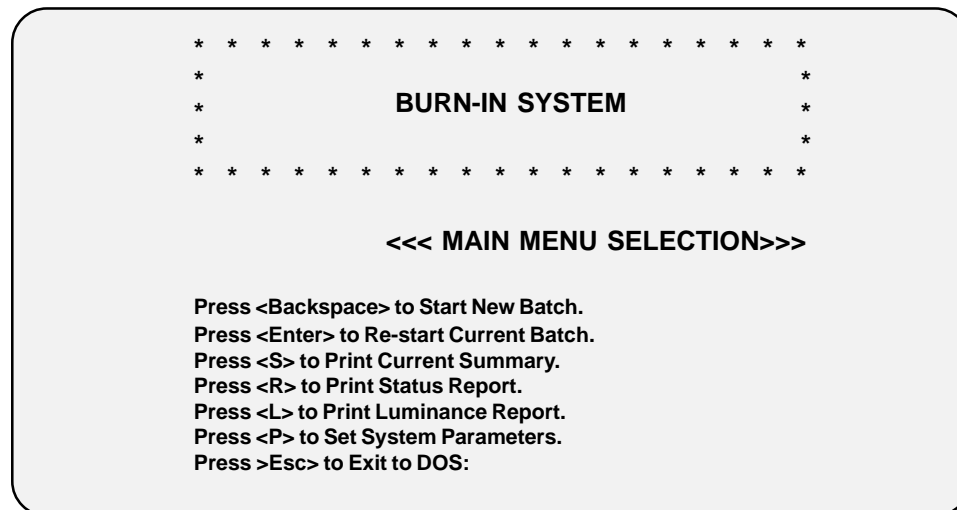 * * * * * * * * * * * * * * * * * * *
* *
* BURN-IN SYSTEM *
* *
* * * * * * * * * * * * * * * * * * *
<<< MAIN MENU SELECTION>>>
Press <Backspace> to Start New Batch.
Press <Enter> to Re-start Current Batch.
Press <S> to Print Current Summary.
Press <R> to Print Status Report.
Press <L> to Print Luminance Report.
Press <P> to Set System Parameters.
Press >Esc> to Exit to DOS: